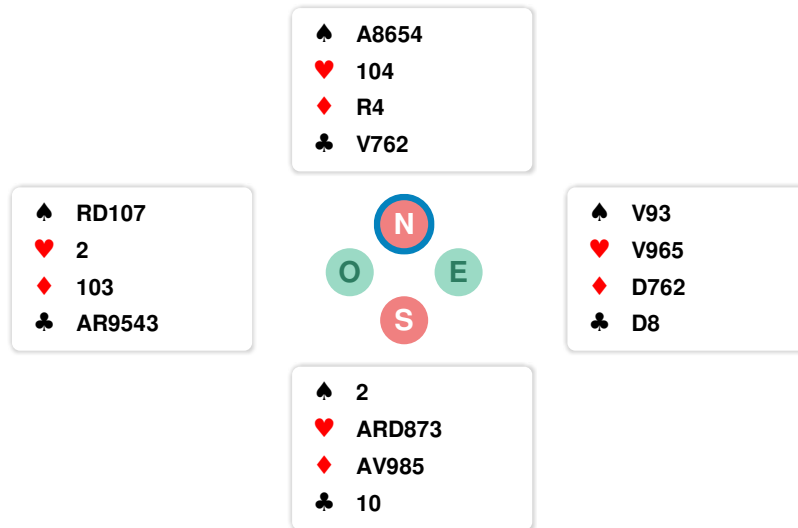 ♠ A8654
♥ 104
♦ R4
♣ V762
♠ RD107
♥ 2
♦ 103
♣ AR9543
N
O E
S
♠ V93
♥ V965
♦ D762
♣ D8
♠ 2
♥ ARD873
♦ AV985
♣ 10